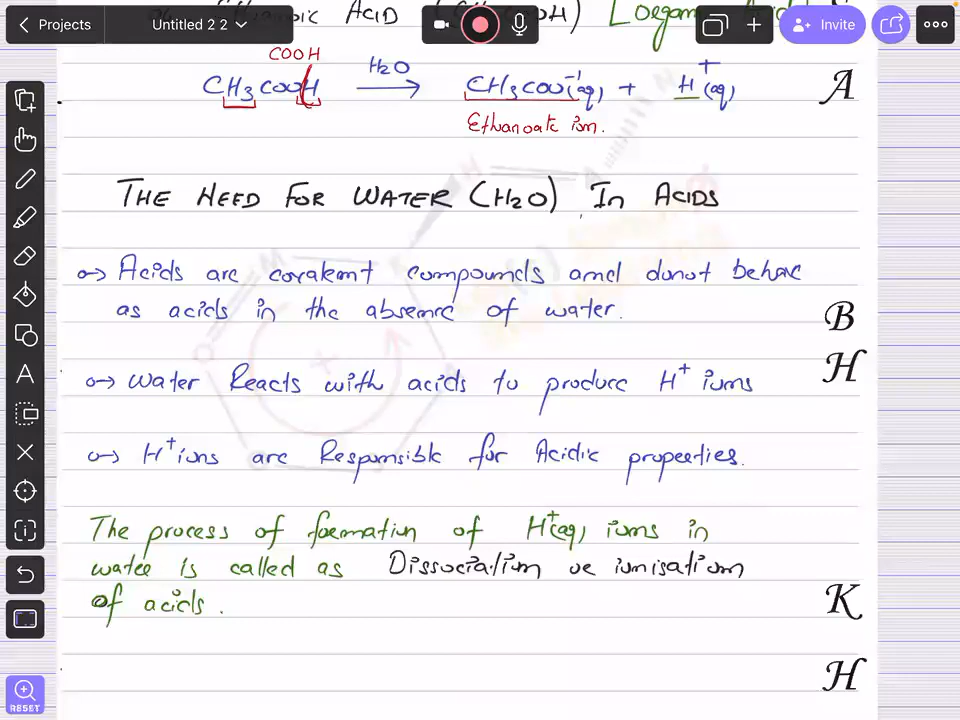 Projects Untitled 2 2 Invite
Acid
COOH
CH3COOH H2O CH3COO-1(aq) + H+(aq) A
Ethanoate ion.
THE NEED FOR WATER (H2O) In ACIDS
Acids are covalent compounds and donot behave
as acids in the absence of water. B
Water Reacts with acids to produce H+ ions H
H+ ions are Responsible for Acidic properties.
The process of formation of H+(aq) ions in
water is called as Dissociation or ionisation
of acids. K
H
RESET